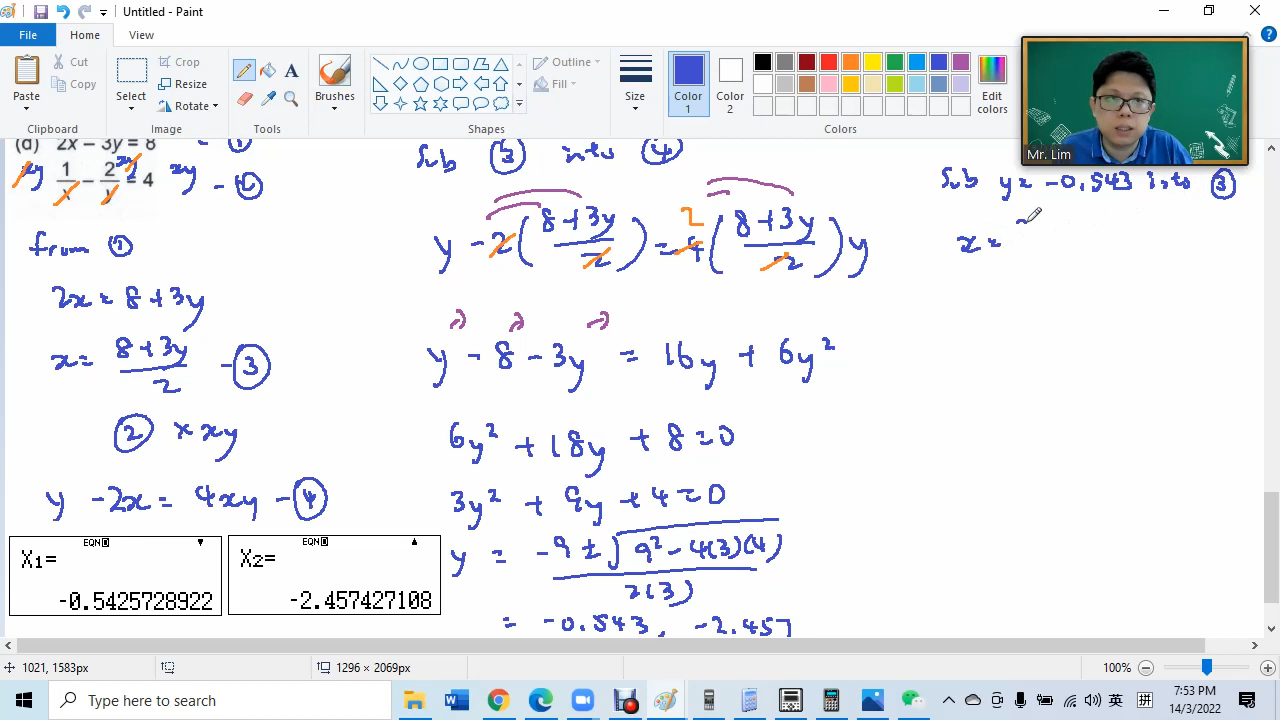 Untitled - Paint
File
Home
View
Paste
Cut
Copy
Clipboard
Select
Crop
Resize
Rotate
Image
Tools
Brushes
Shapes
Outline
Fill
Size
Color 1
Color 2
Edit colors
Colors
Mr. Lim
(d) 2x – 3y = 8
xy 1/x – 2/y xy = 4 xy - ②
from ①
2x = 8 + 3y
x = (8 + 3y)/2 - ③
② × xy
y - 2x = 4xy - ④
EQN D
X1=
-0.5425728922
EQN D
X2=
-2.457427108
Sub ③ into ④
y - 2((8 + 3y)/2) = 4((8 + 3y)/2)y
2
y - 8 - 3y = 16y + 6y²
6y² + 18y + 8 = 0
3y² + 9y + 4 = 0
y = (-9 ± √(9² - 4(3)(4)))/(2(3))
= -0.543, -2.457
Sub y = -0.543 into ③
x =
1021, 1583px
1296 × 2069px
100%
Type here to search
英
拼
7:53 PM
14/3/2022